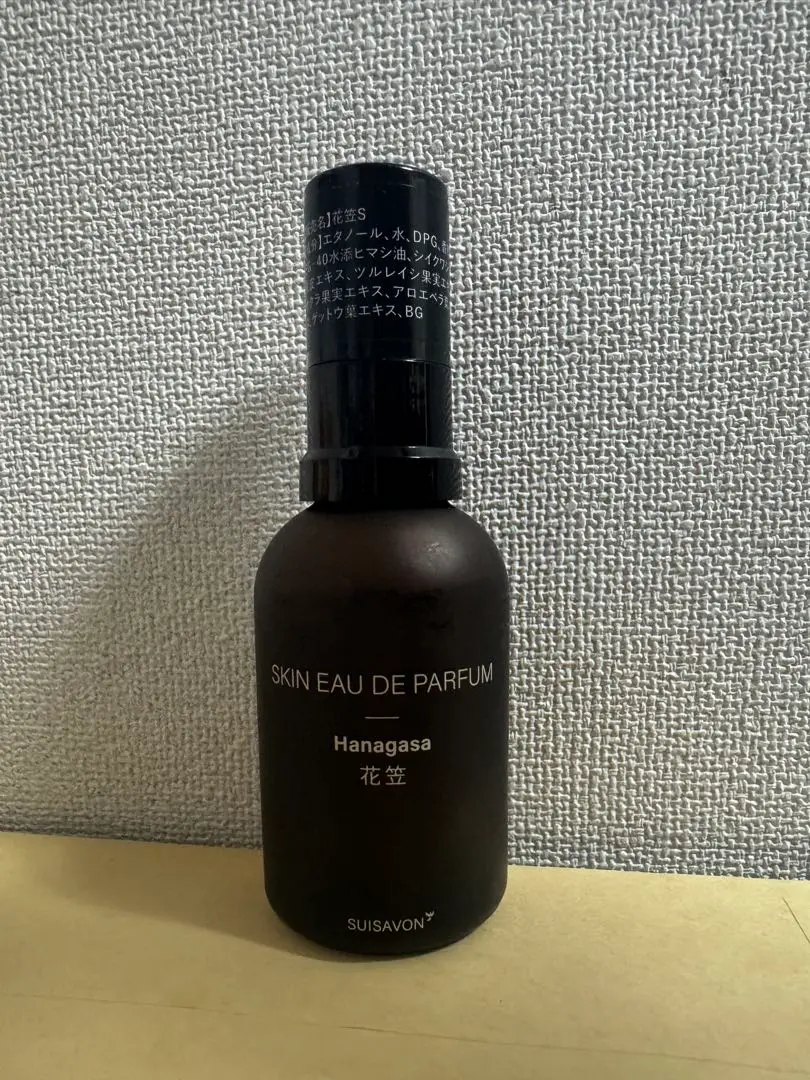 名】花笠S
】エタノール、水、DPG、
40水添ヒマシ油、シイクワ
エキス、ツルレイシ果実エキ
ラ果実エキス、アロエベラ
、ゲットウ葉エキス、BG
SKIN EAU DE PARFUM
Hanagasa
花笠
SUISAVON